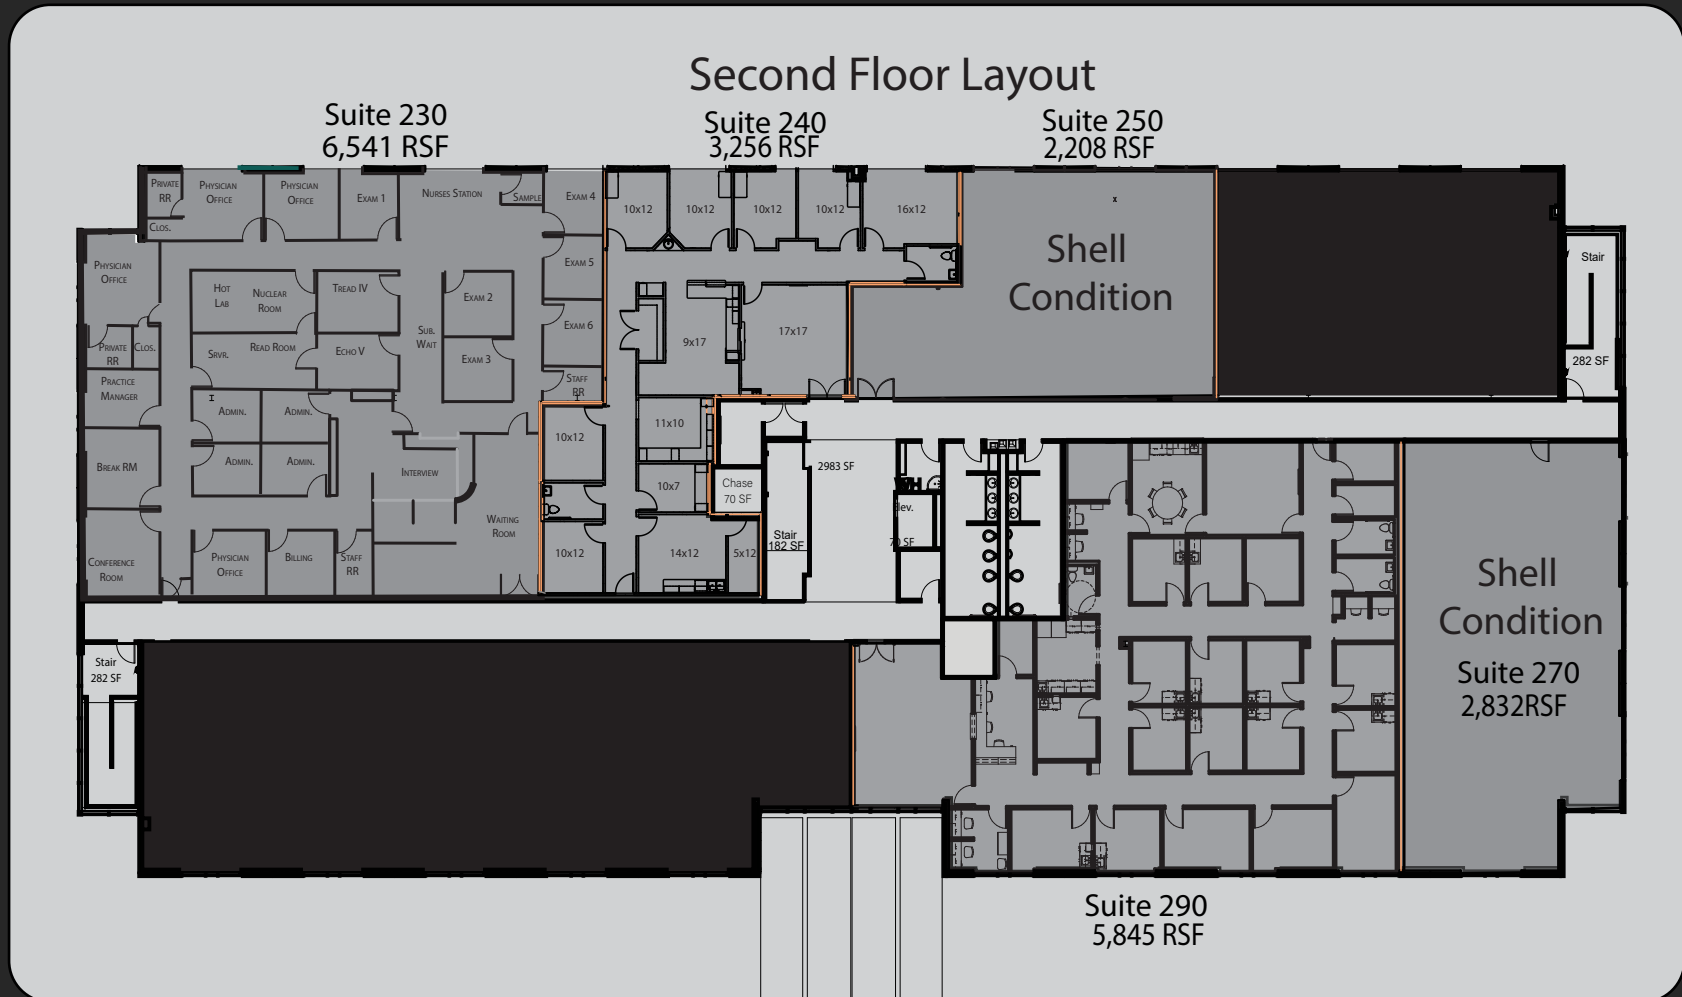 Second Floor Layout
Suite 230
6,541 RSF
Suite 240
3,256 RSF
Suite 250
2,208 RSF
Private
RR
Physician
Office
Physician
Office
Exam 1
Nurses Station
Sample
Exam 4
Clos.
10x12
10x12
10x12
10x12
16x12
x
Shell
Condition
Stair
282 SF
Physician
Office
Hot
Lab
Nuclear
Room
Tread IV
Exam 2
Exam 5
Sub.
Wait
Exam 6
Private
RR
Clos.
Srvr.
Read Room
Echo V
Exam 3
9x17
17x17
Practice
Manager
Staff
RR
Admin.
Admin.
Admin.
Admin.
Break RM
Interview
10x12
11x10
10x7
Chase
70 SF
2983 SF
Elev.
70 SF
Stair
182 SF
Waiting
Room
Conference
Room
Physician
Office
Billing
Staff
RR
10x12
14x12
5x12
Stair
282 SF
Shell
Condition
Suite 270
2,832RSF
Suite 290
5,845 RSF